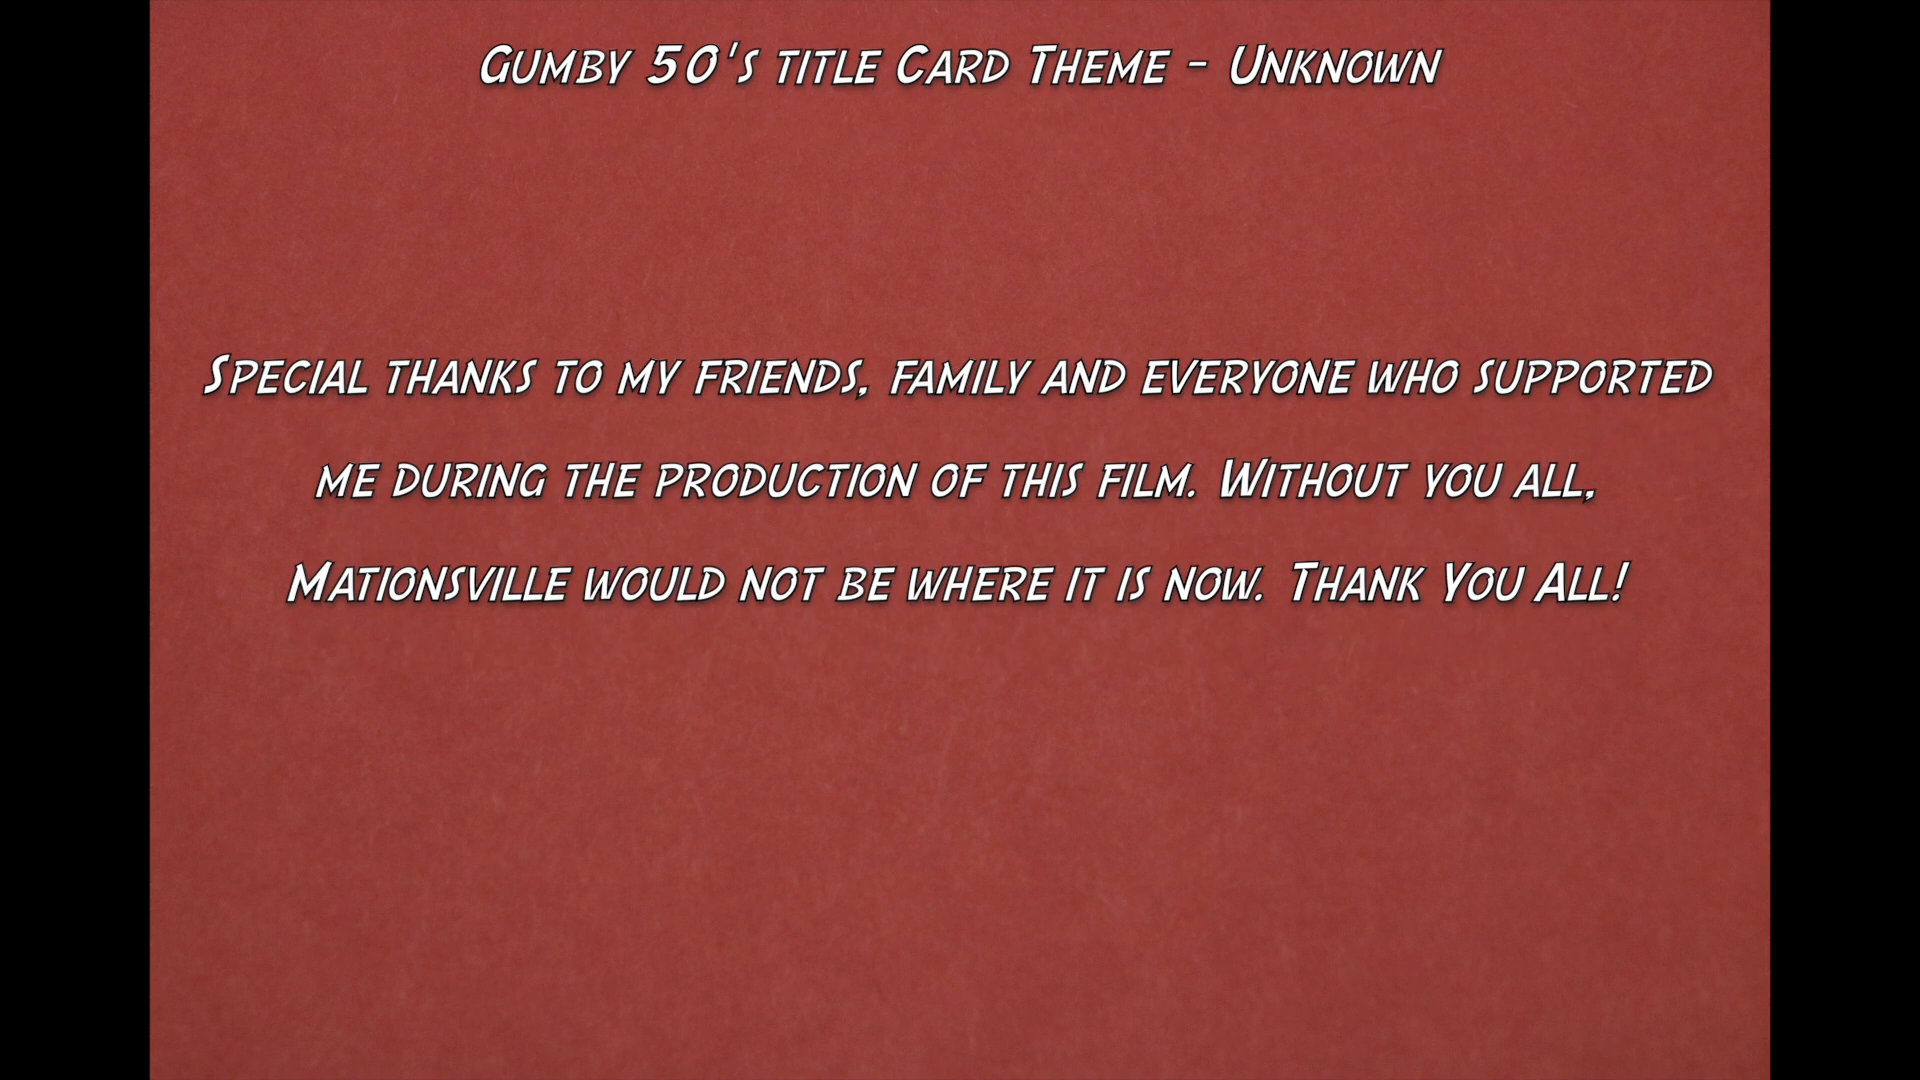 Gumby 50's title Card Theme - Unknown
Special thanks to my friends, family and everyone who supported
me during the production of this film. Without you all,
Mationsville would not be where it is now. Thank You All!